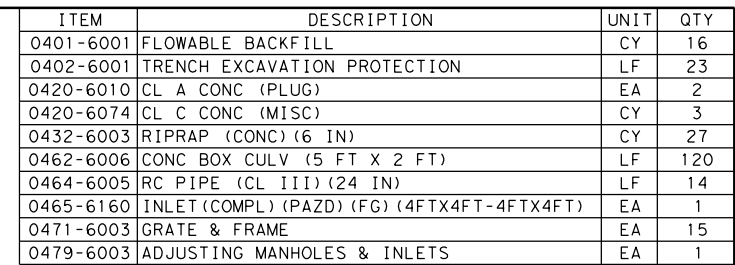 ITEM DESCRIPTION UNIT QTY
0401-6001 FLOWABLE BACKFILL CY 16
0402-6001 TRENCH EXCAVATION PROTECTION LF 23
0420-6010 CL A CONC (PLUG) EA 2
0420-6074 CL C CONC (MISC) CY 3
0432-6003 RIPRAP (CONC)(6 IN) CY 27
0462-6006 CONC BOX CULV (5 FT X 2 FT) LF 120
0464-6005 RC PIPE (CL III)(24 IN) LF 14
0465-6160 INLET(COMPL)(PAZD)(FG)(4FTX4FT-4FTX4FT) EA 1
0471-6003 GRATE & FRAME EA 15
0479-6003 ADJUSTING MANHOLES & INLETS EA 1